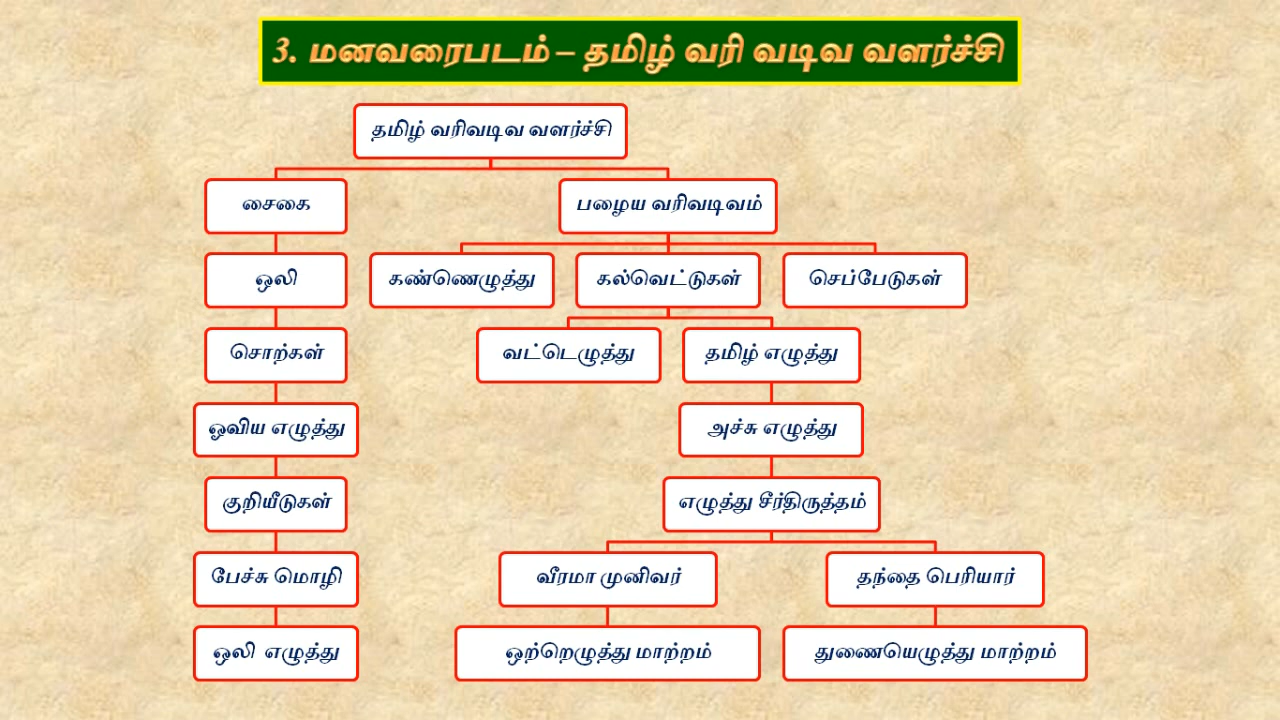 3. மனவரைபடம் – தமிழ் வரி வடிவ வளர்ச்சி
தமிழ் வரிவடிவ வளர்ச்சி
சைகை
பழைய வரிவடிவம்
ஒலி
கண்ணெழுத்து
கல்வெட்டுகள்
செப்பேடுகள்
சொற்கள்
வட்டெழுத்து
தமிழ் எழுத்து
ஓவிய எழுத்து
அச்சு எழுத்து
குறியீடுகள்
எழுத்து சீர்திருத்தம்
பேச்சு மொழி
வீரமா முனிவர்
தந்தை பெரியார்
ஒலி எழுத்து
ஒற்றெழுத்து மாற்றம்
துணையெழுத்து மாற்றம்